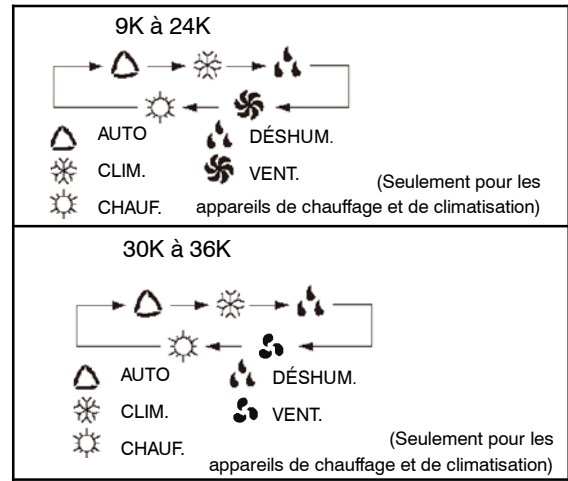 9K à 24K
AUTO DÉSHUM.
CLIM. VENT.
(Seulement pour les
CHAUF. appareils de chauffage et de climatisation)
30K à 36K
AUTO DÉSHUM.
CLIM. VENT.
CHAUF. (Seulement pour les
appareils de chauffage et de climatisation)